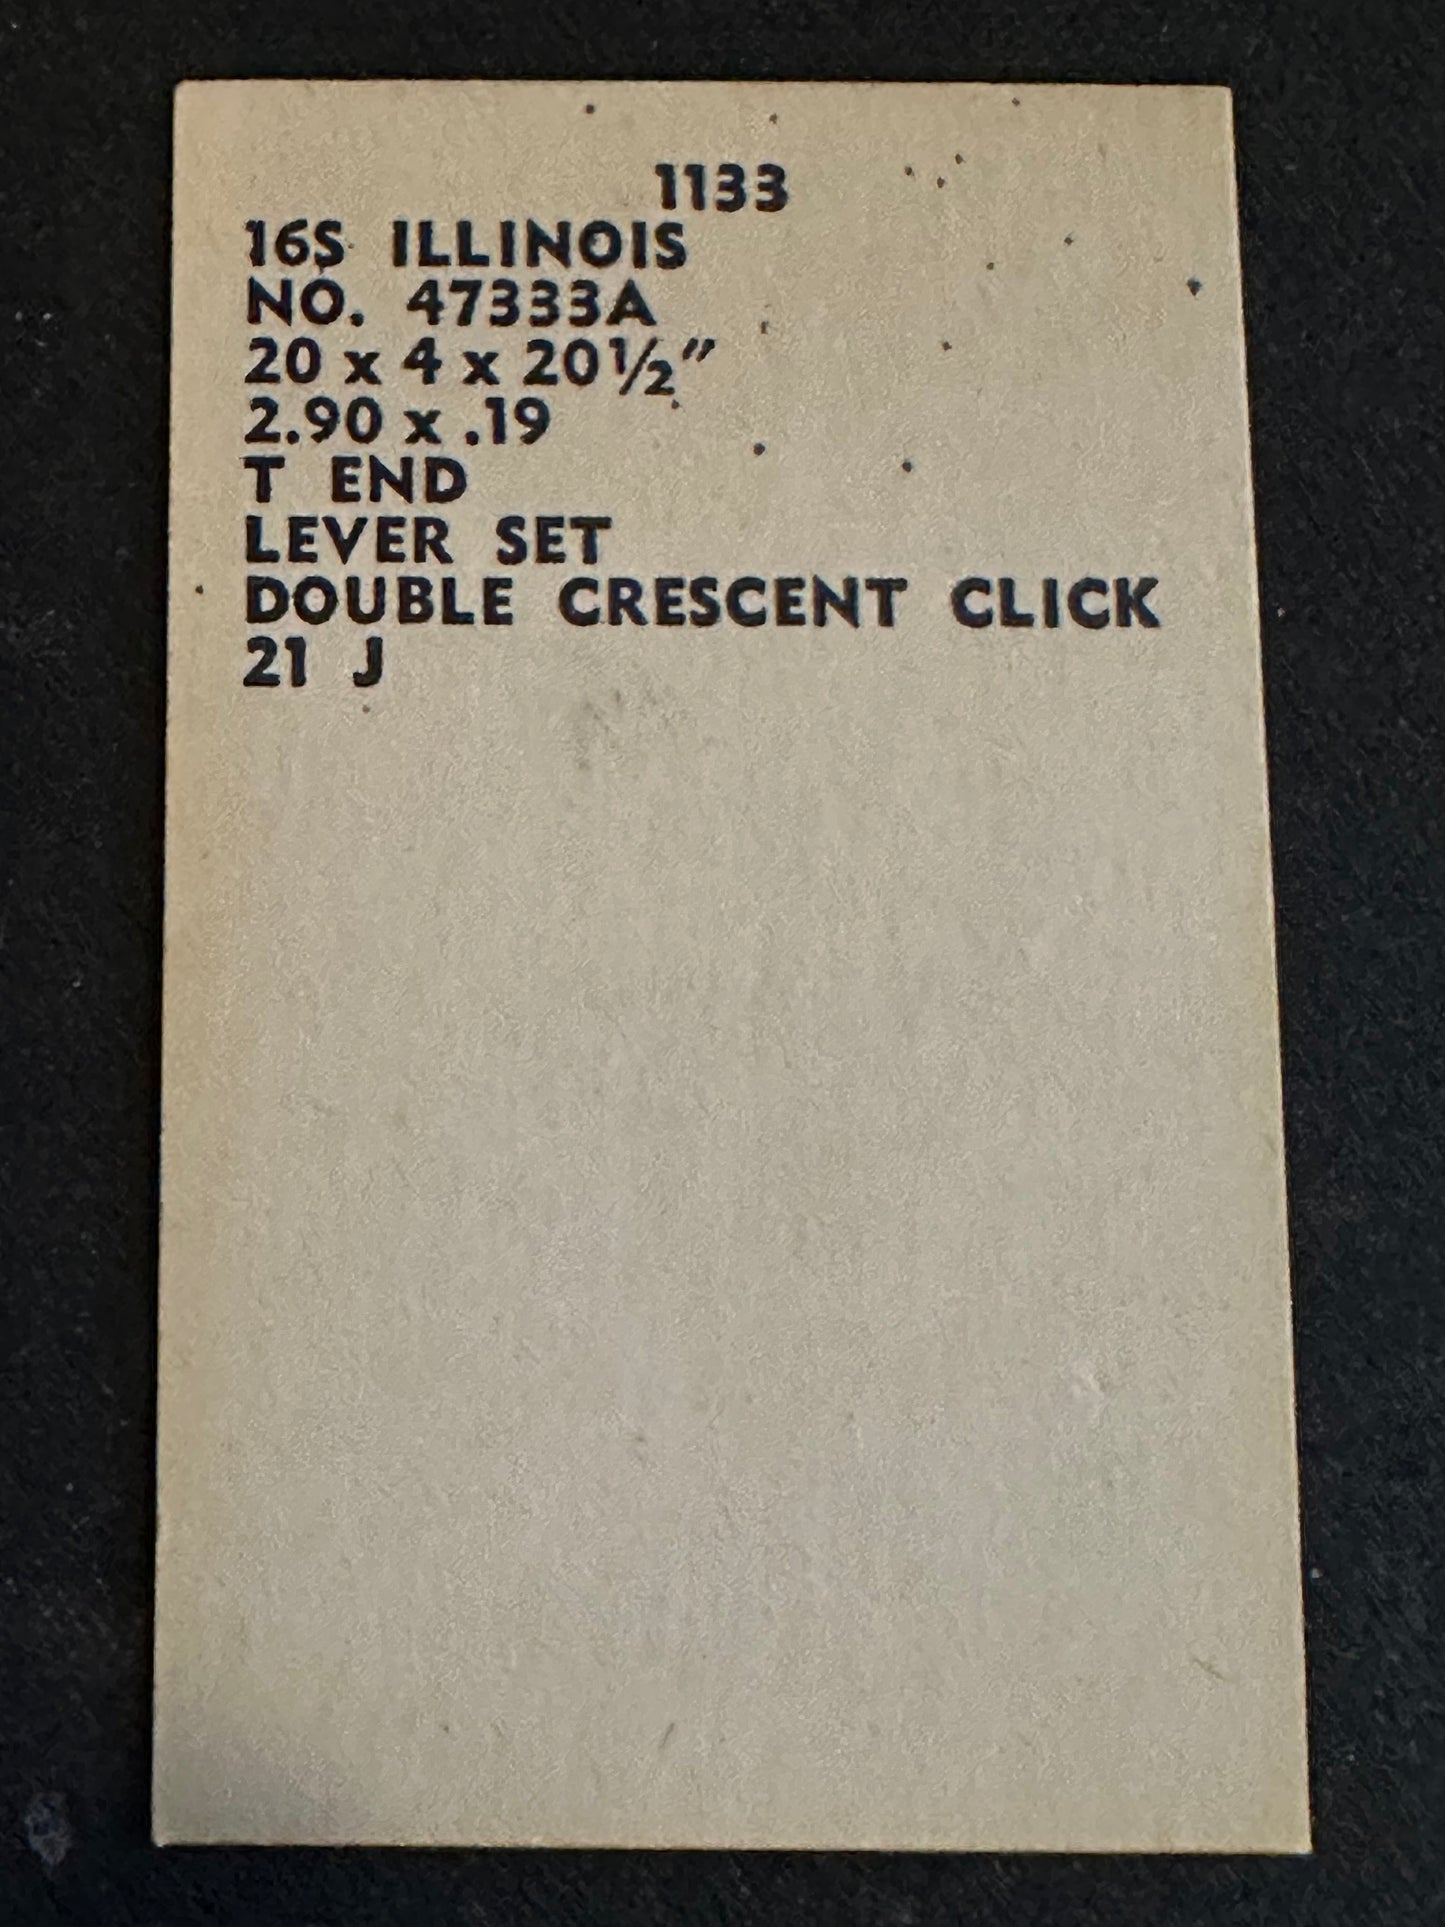 1133
16S ILLINOIS
NO. 47333A
20 x 4 x 20½"
2.90 x .19
T END
LEVER SET
DOUBLE CRESCENT CLICK
21 J